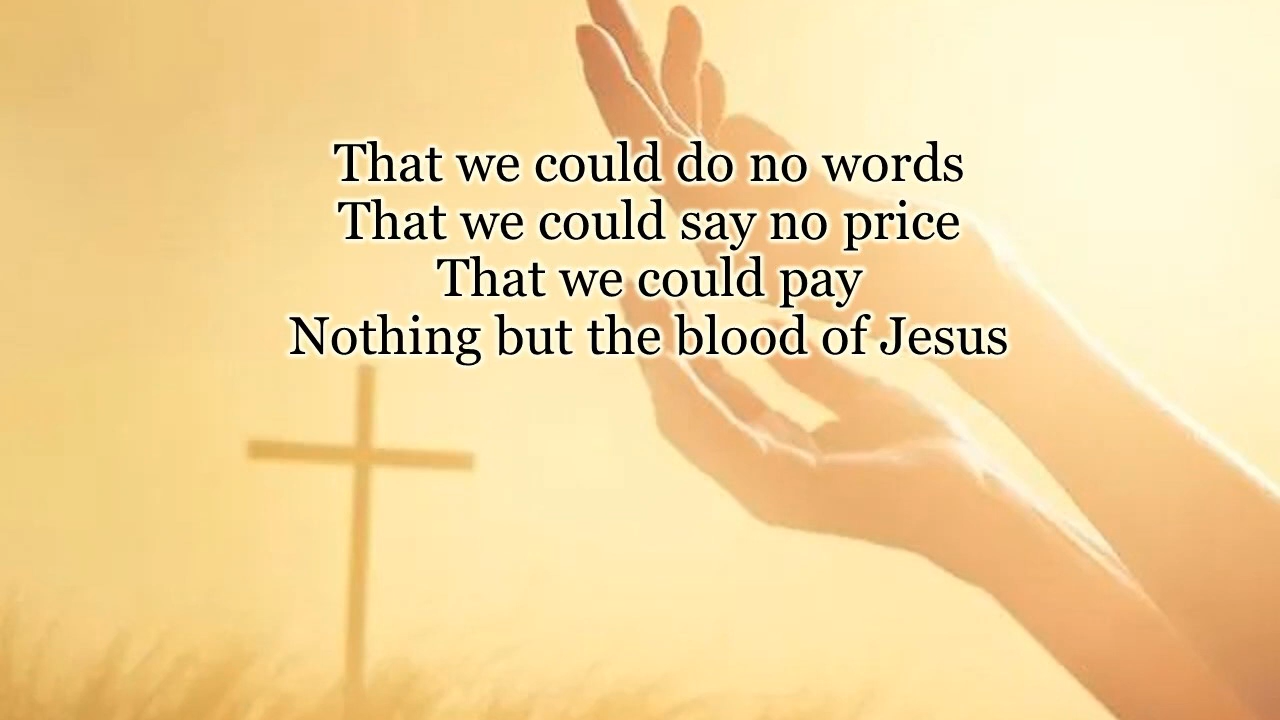 That we could do no words
That we could say no price
That we could pay
Nothing but the blood of Jesus